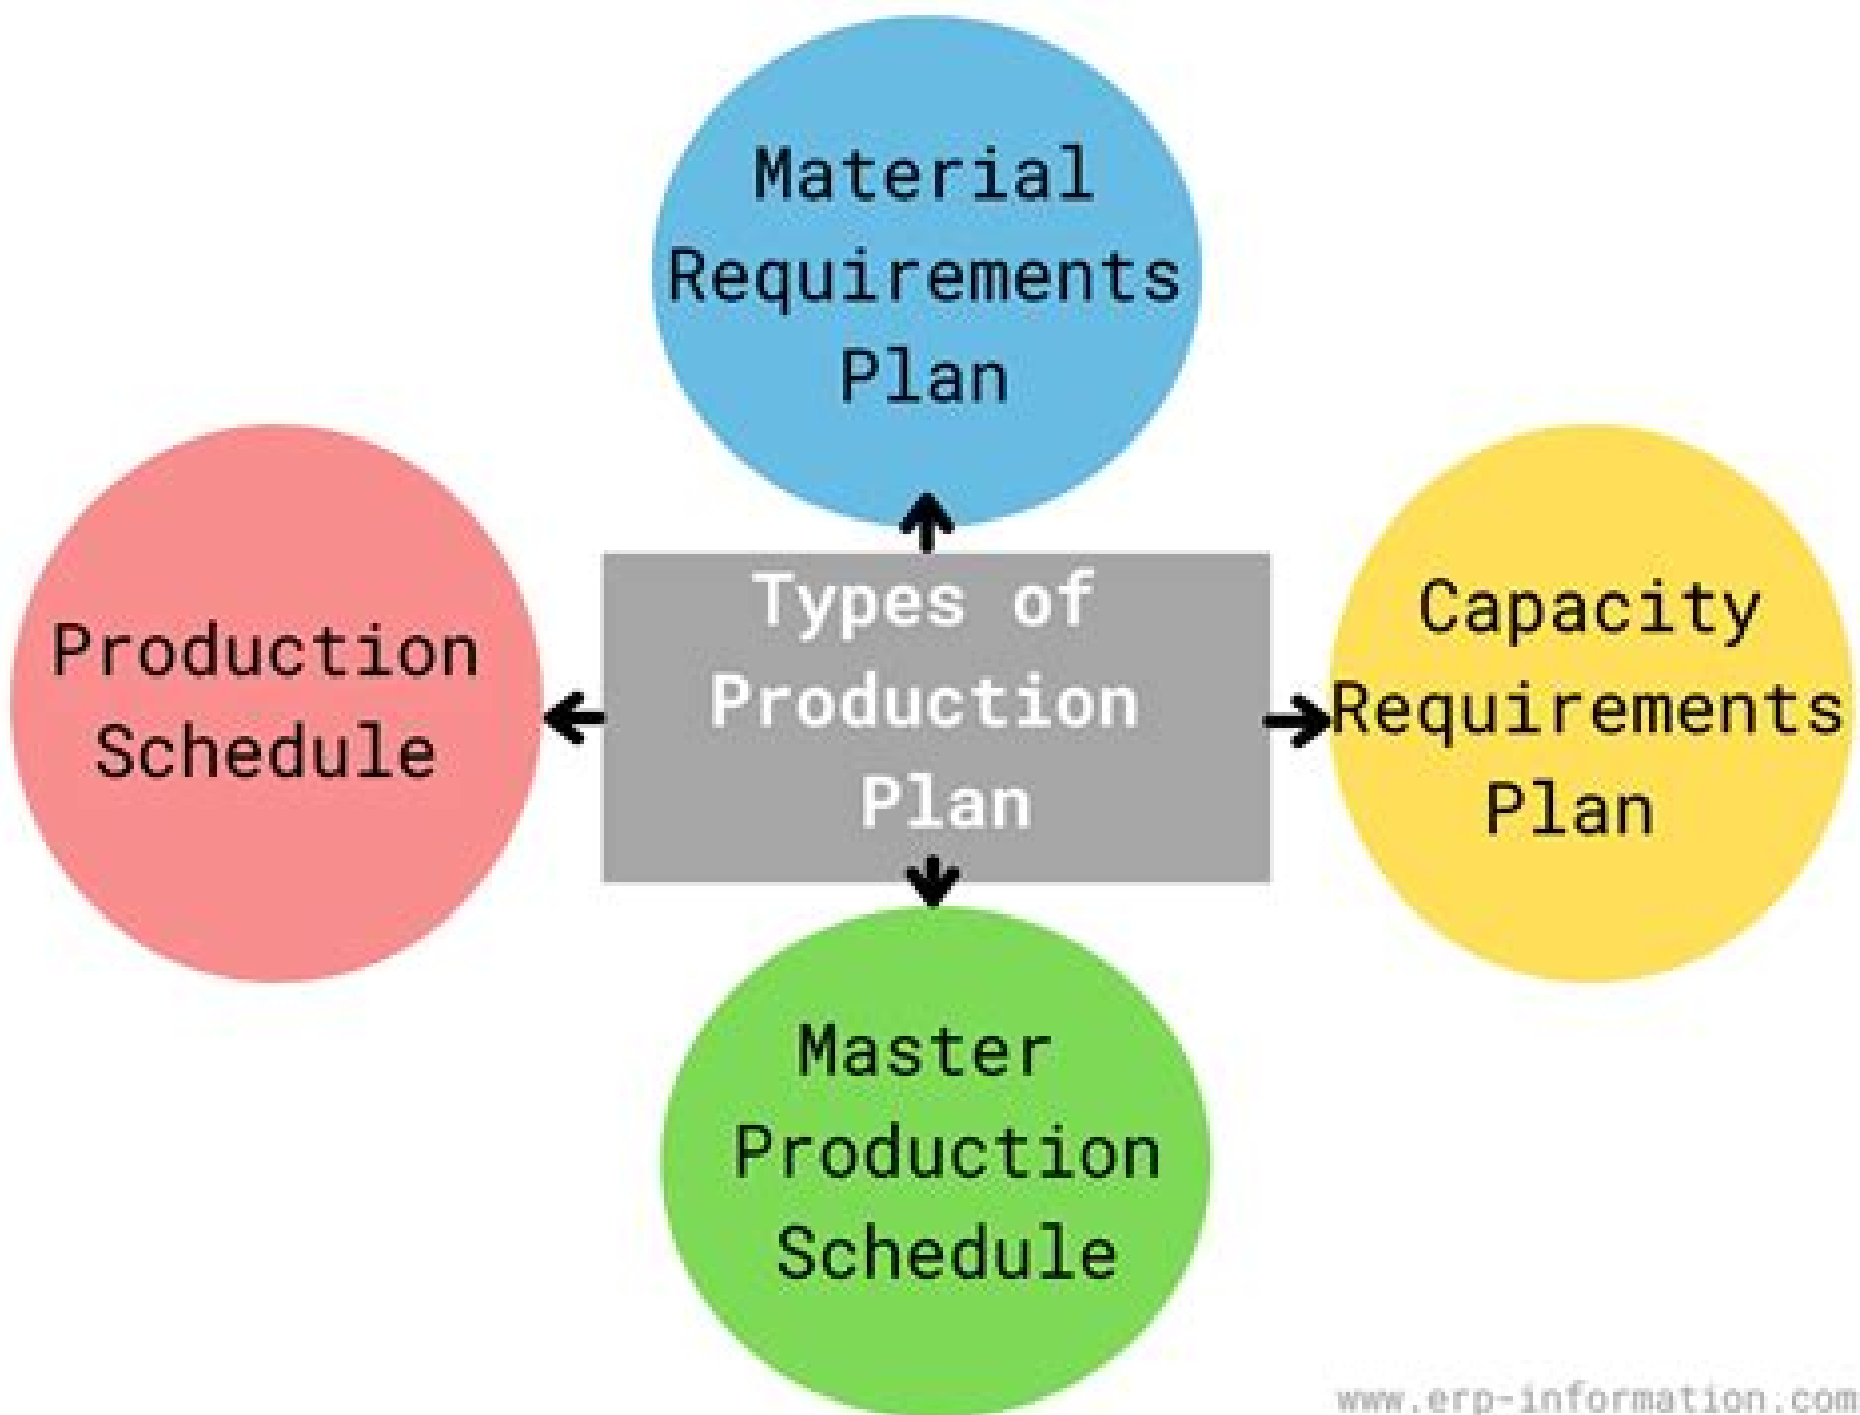 Material
Requirements
Plan
Production
Schedule
Types of
Production
Plan
Capacity
Requirements
Plan
Master
Production
Schedule
www.erp-information.com